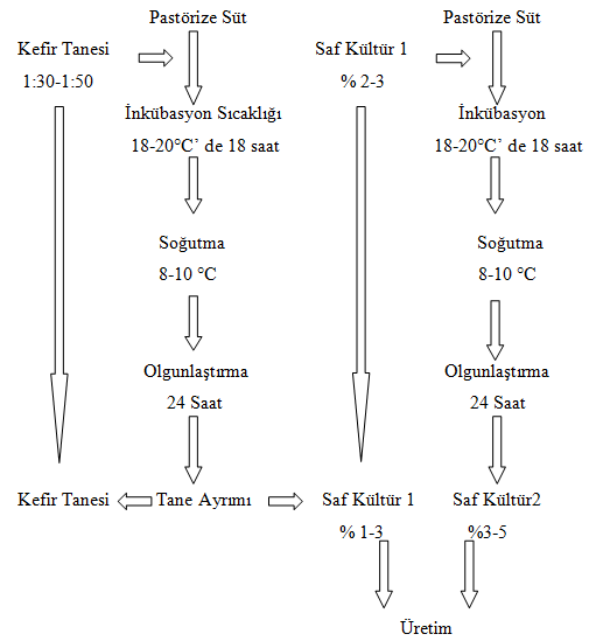 Pastörize Süt
Kefir Tanesi
1:30-1:50
İnkübasyon Sıcaklığı
18-20°C’ de 18 saat
Soğutma
8-10 °C
Olgunlaştırma
24 Saat
Kefir Tanesi
Tane Ayrımı
Pastörize Süt
Saf Kültür 1
% 2-3
İnkübasyon
18-20°C’ de 18 saat
Soğutma
8-10 °C
Olgunlaştırma
24 Saat
Saf Kültür 1
% 1-3
Saf Kültür2
%3-5
Üretim